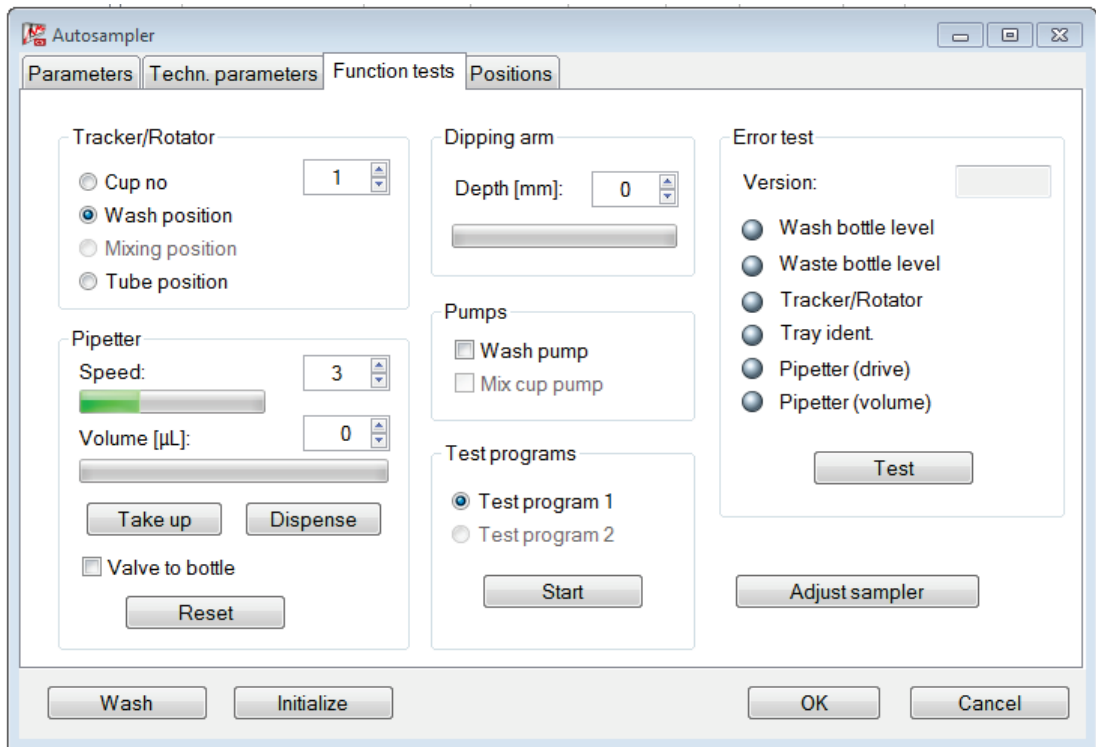 Autosampler
Parameters Techn. parameters Function tests Positions
Tracker/Rotator
Cup no 1
Wash position
Mixing position
Tube position
Pipetter
Speed: 3
Volume [µL]: 0
Take up Dispense
Valve to bottle
Reset
Dipping arm
Depth [mm]: 0
Pumps
Wash pump
Mix cup pump
Test programs
Test program 1
Test program 2
Start
Error test
Version:
Wash bottle level
Waste bottle level
Tracker/Rotator
Tray ident.
Pipetter (drive)
Pipetter (volume)
Test
Adjust sampler
Wash Initialize OK Cancel